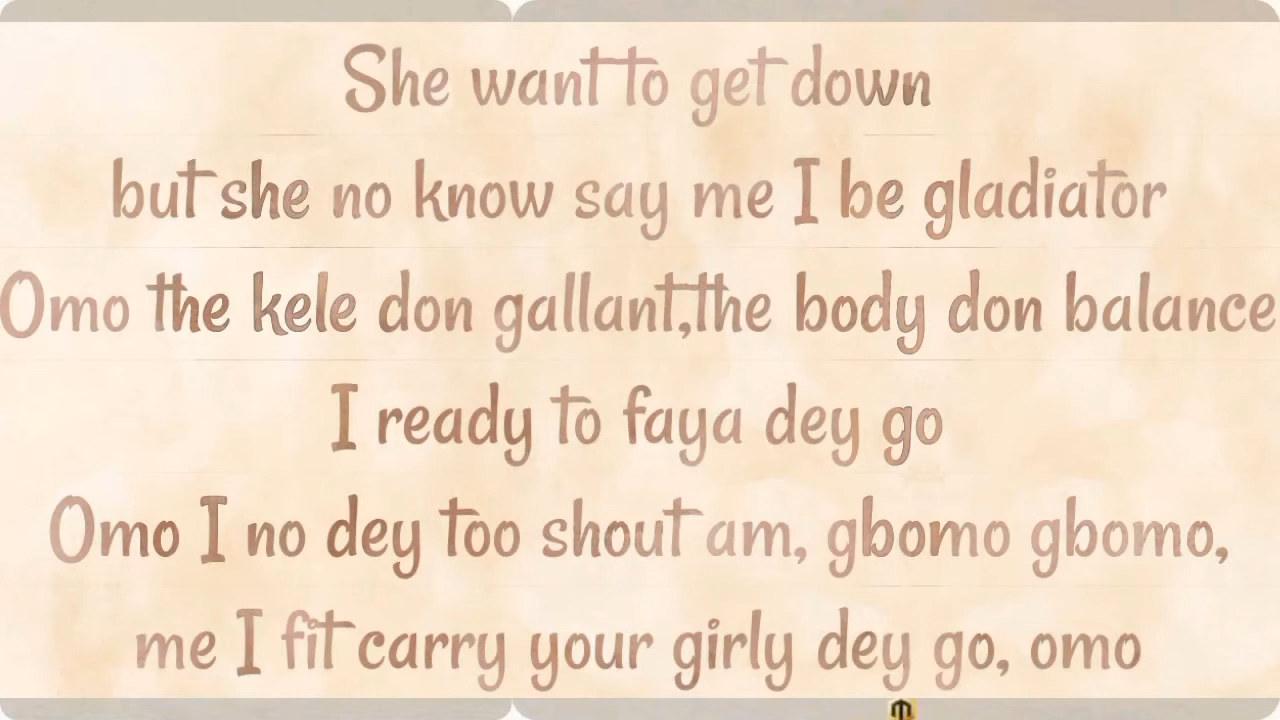 She want to get down
but she no know say me I be gladiator
Omo the kele don gallant,the body don balance
I ready to faya dey go
Omo I no dey too shout am, gbomo gbomo,
me I fit carry your girly dey go, omo